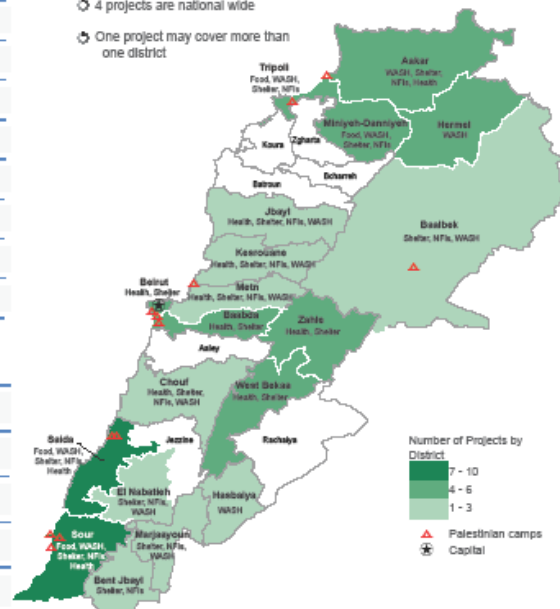 4 projects are national wide
One project may cover more than
one district
Tripoli
Food, WASH,
Shelter, NFIs
Akkar
WASH, Shelter,
NFIs, Health
Miniyeh-Danniyeh
Food, WASH,
Shelter, NFIs
Hermel
WASH
Koura
Zgharta
Bcharreh
Batroun
Jbayl
Health, Shelter, NFIs, WASH
Baalbek
Shelter, NFIs, WASH
Kesrouane
Health, Shelter, NFIs, WASH
Beirut
Health, Shelter
Metn
Health, Shelter, NFIs, WASH
Baabda
Health, Shelter
Zahle
Health, Shelter
Aaley
Chouf
Health, Shelter,
NFIs, WASH
West Bekaa
Health, Shelter
Saida
Food, WASH,
Shelter, NFIs,
Health
Jezzine
Rachaiya
El Nabatieh
Shelter, NFIs,
WASH
Hasbaiya
WASH
Sour
Food, WASH,
Shelter, NFIs
Health
Marjaayoun
Shelter, NFIs,
WASH
Bent Jbayl
Shelter, NFIs
Number of Projects by
District
7 - 10
4 - 6
1 - 3
Palestinian camps
Capital